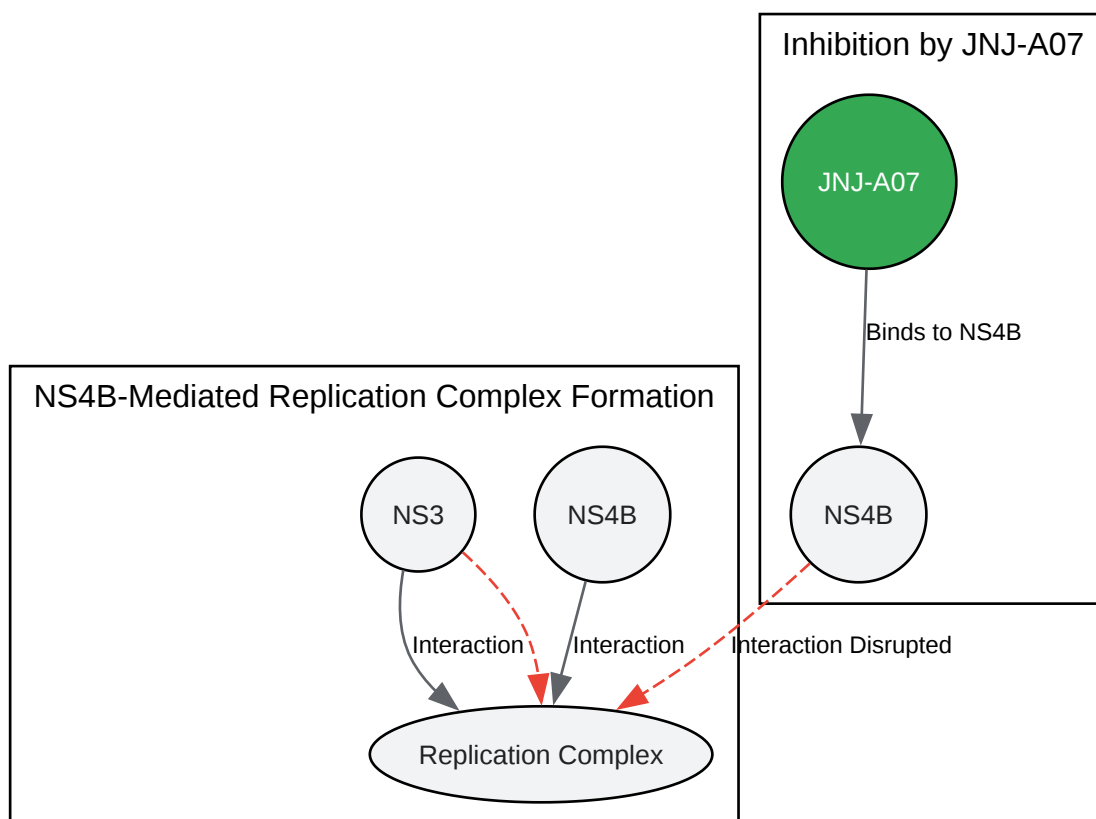 Inhibition by JNJ-A07
JNJ-A07
Binds to NS4B
NS4B-Mediated Replication Complex Formation
NS3
NS4B
NS4B
Interaction
Interaction
Interaction Disrupted
Replication Complex